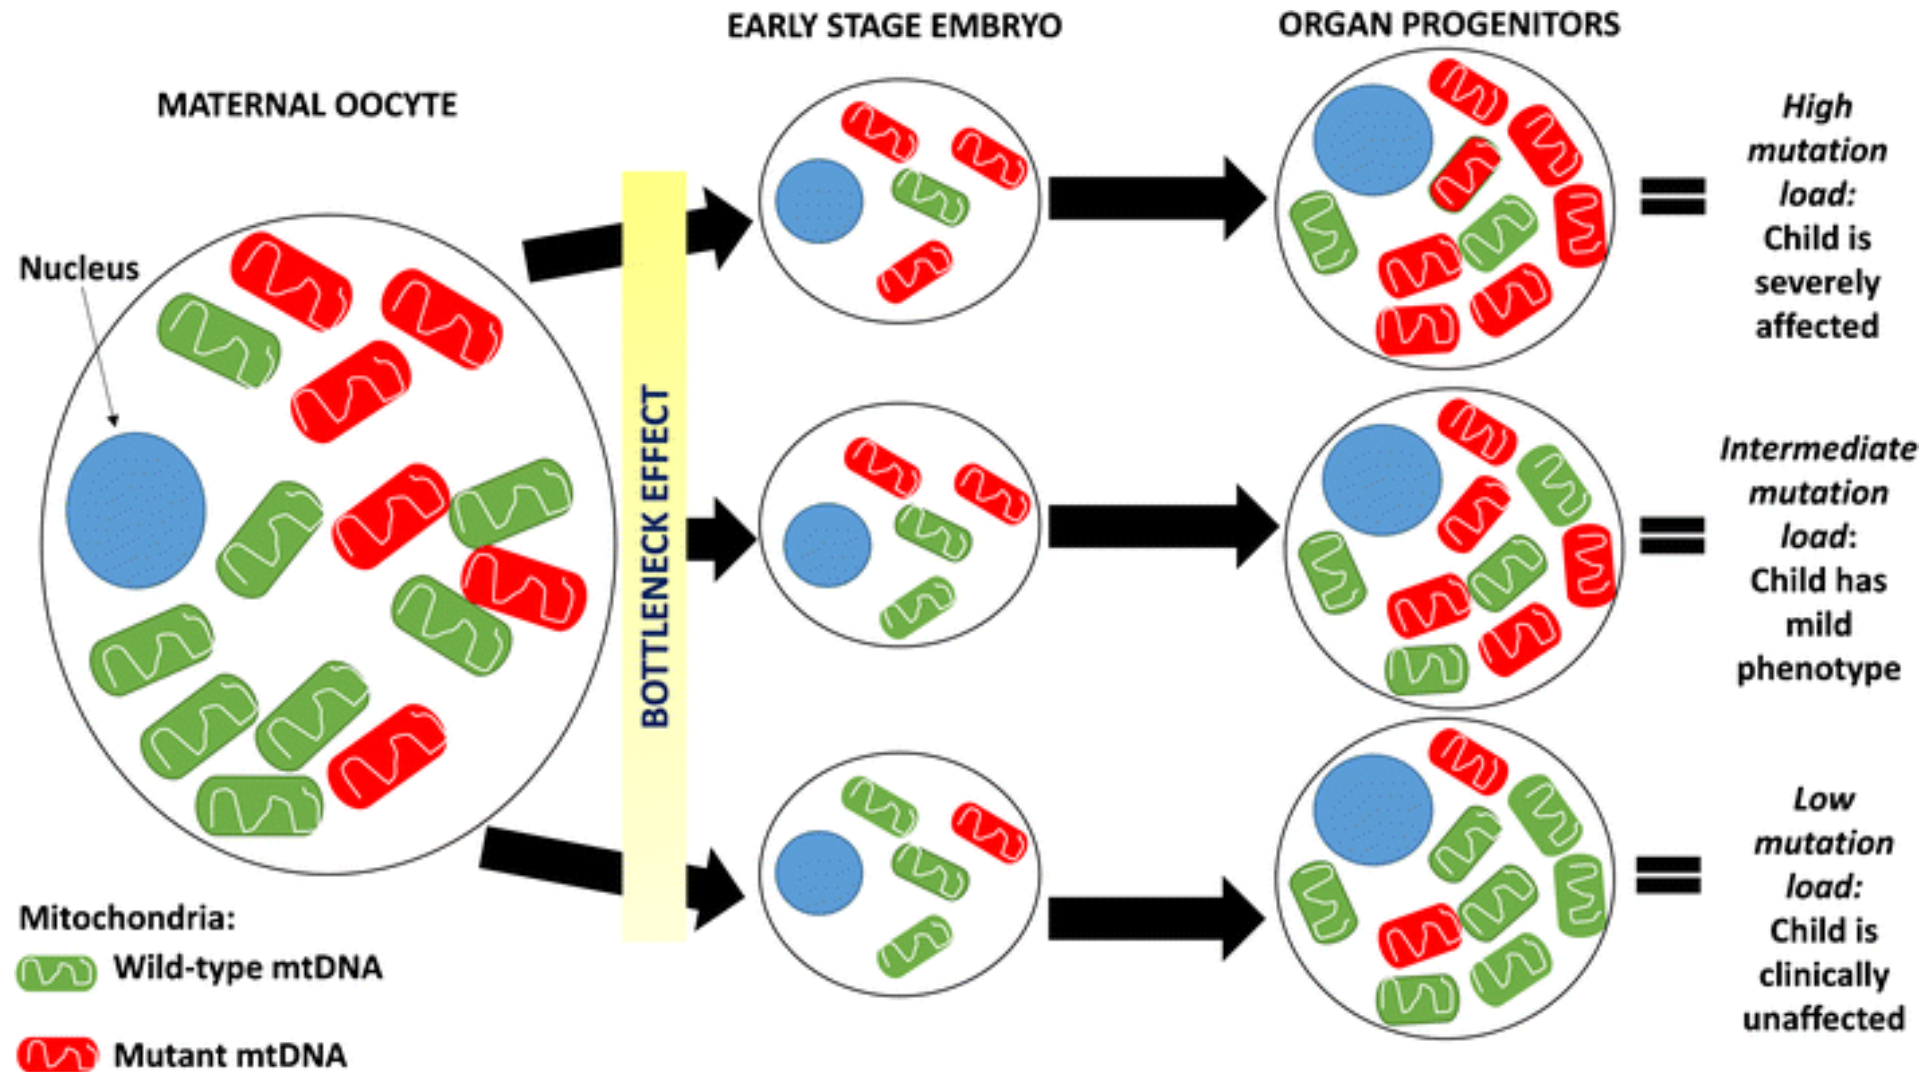 MATERNAL OOCYTE
EARLY STAGE EMBRYO
ORGAN PROGENITORS
Nucleus
BOTTLENECK EFFECT
High
mutation
load:
Child is
severely
affected
Intermediate
mutation
load:
Child has
mild
phenotype
Low
mutation
load:
Child is
clinically
unaffected
Mitochondria:
Wild-type mtDNA
Mutant mtDNA